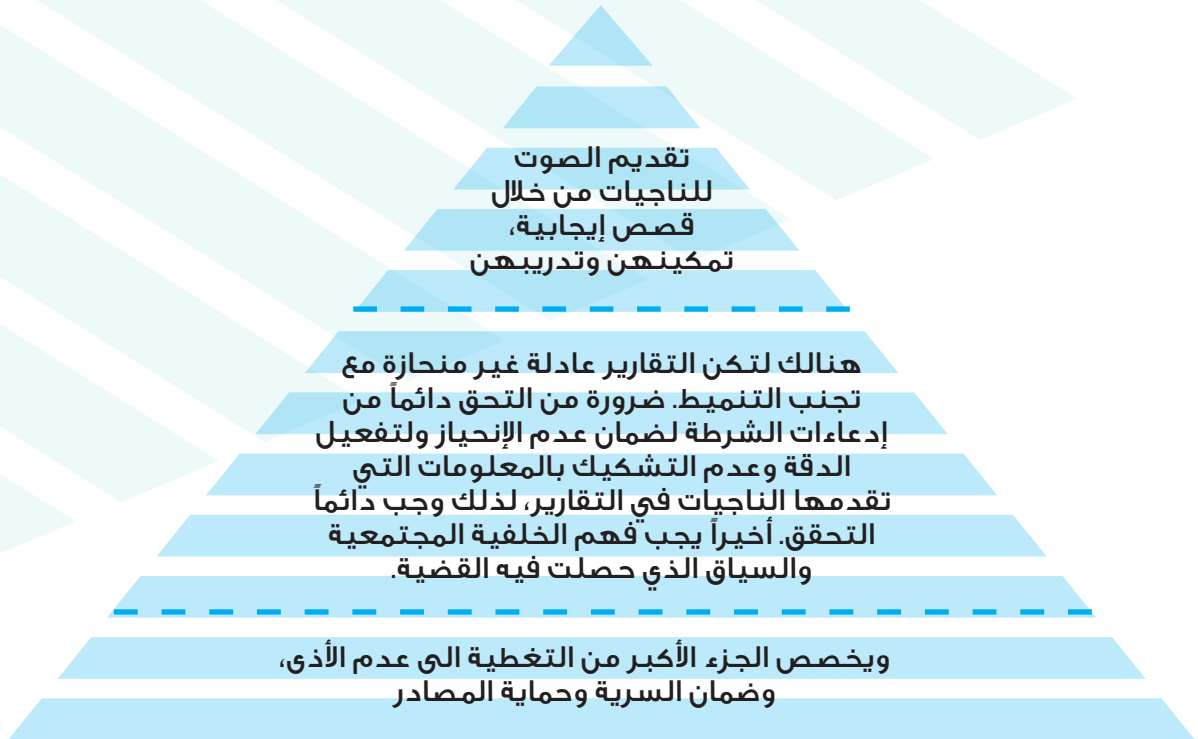 تقديم الصوت
للناجيات من خلال
قصص إيجابية،
تمكينهن وتدريبهن
هنالك لتكن التقارير عادلة غير منحازة مع
تجنب التنميط. ضرورة من التحق دائماً من
إدعاءات الشرطة لضمان عدم الإنحياز ولتفعيل
الدقة وعدم التشكيك بالمعلومات التي
تقدمها الناجيات في التقارير، لذلك وجب دائماً
التحقق. أخيراً يجب فهم الخلفية المجتمعية
والسياق الذي حصلت فيه القضية.
ويخصص الجزء الأكبر من التغطية الى عدم الأذى،
وضمان السرية وحماية المصادر